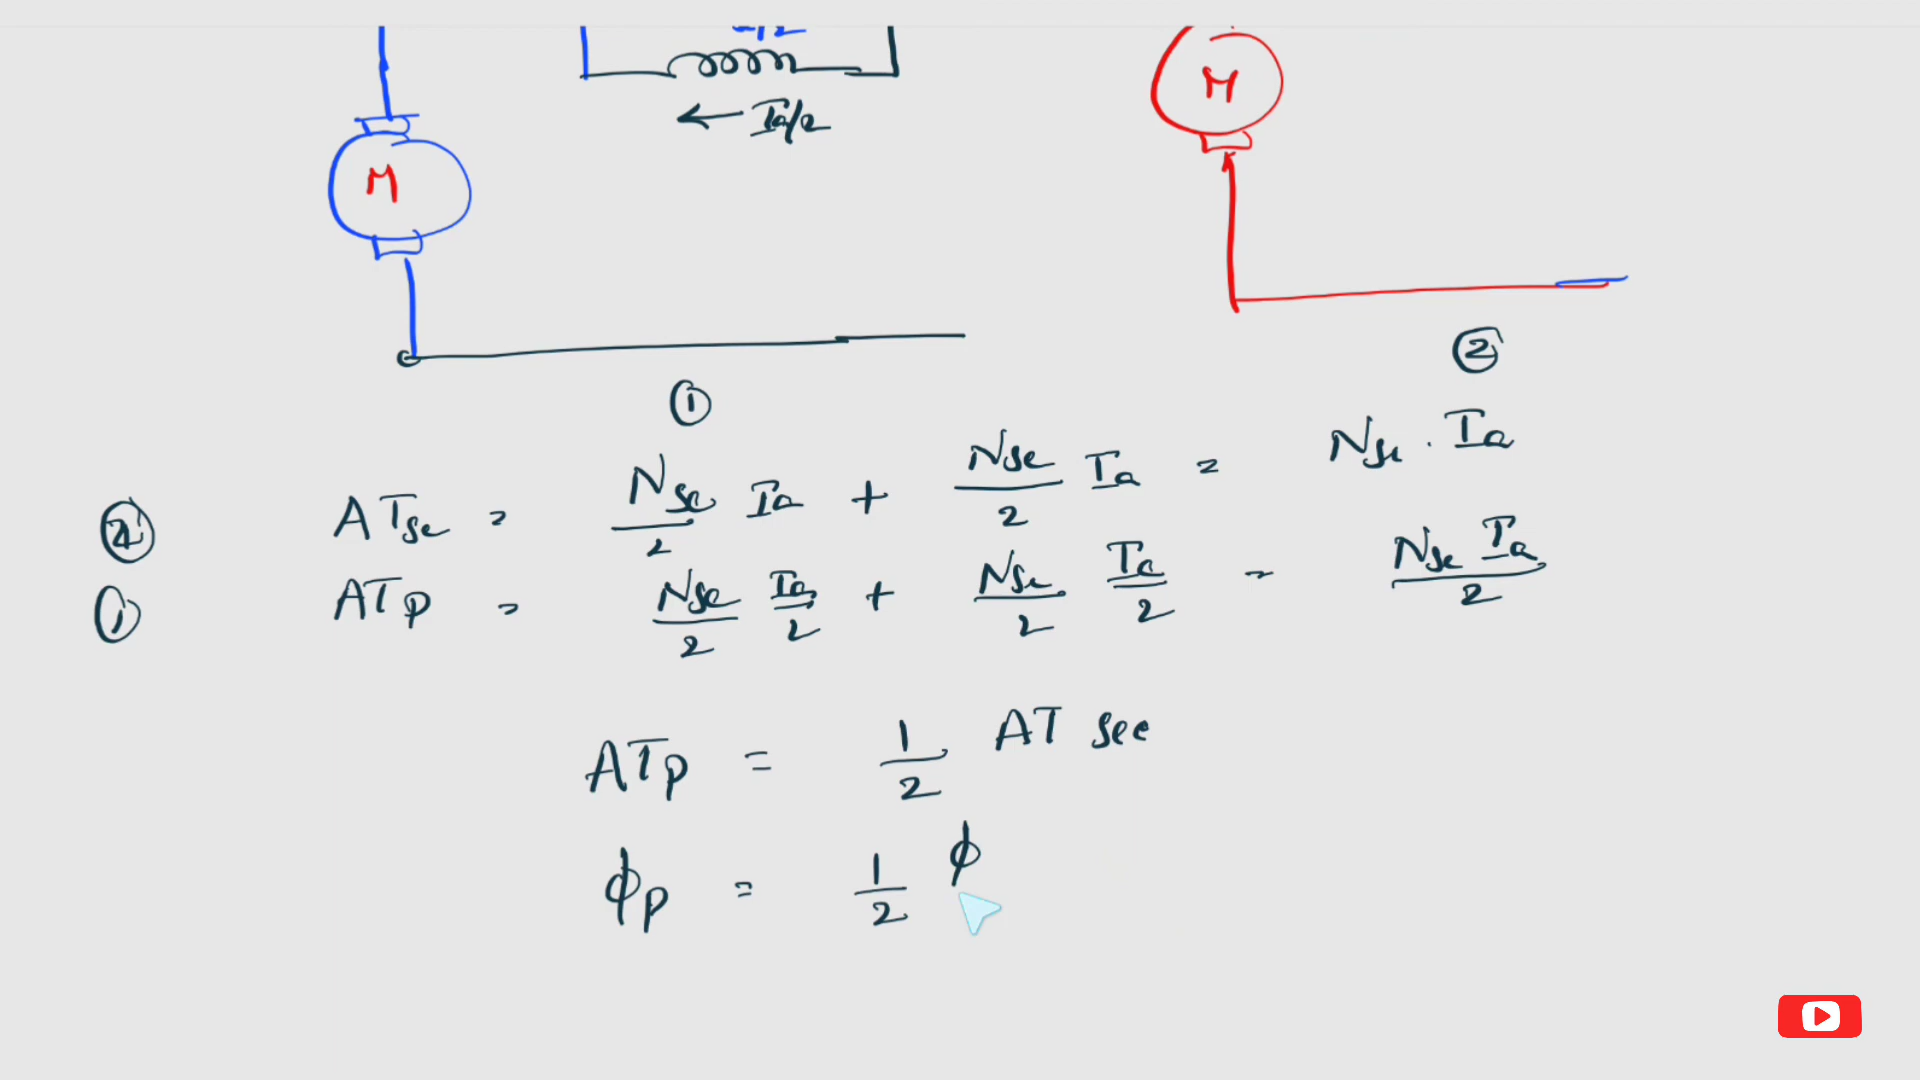 M
← Ia/2
M
①
②
② ATse = Nse/2 Ia + Nse/2 Ia = Nse . Ia
① ATp = Nse/2 Ia/2 + Nse/2 Ia/2 = Nse Ia/2
ATp = 1/2 AT see
ϕp = 1/2 ϕ